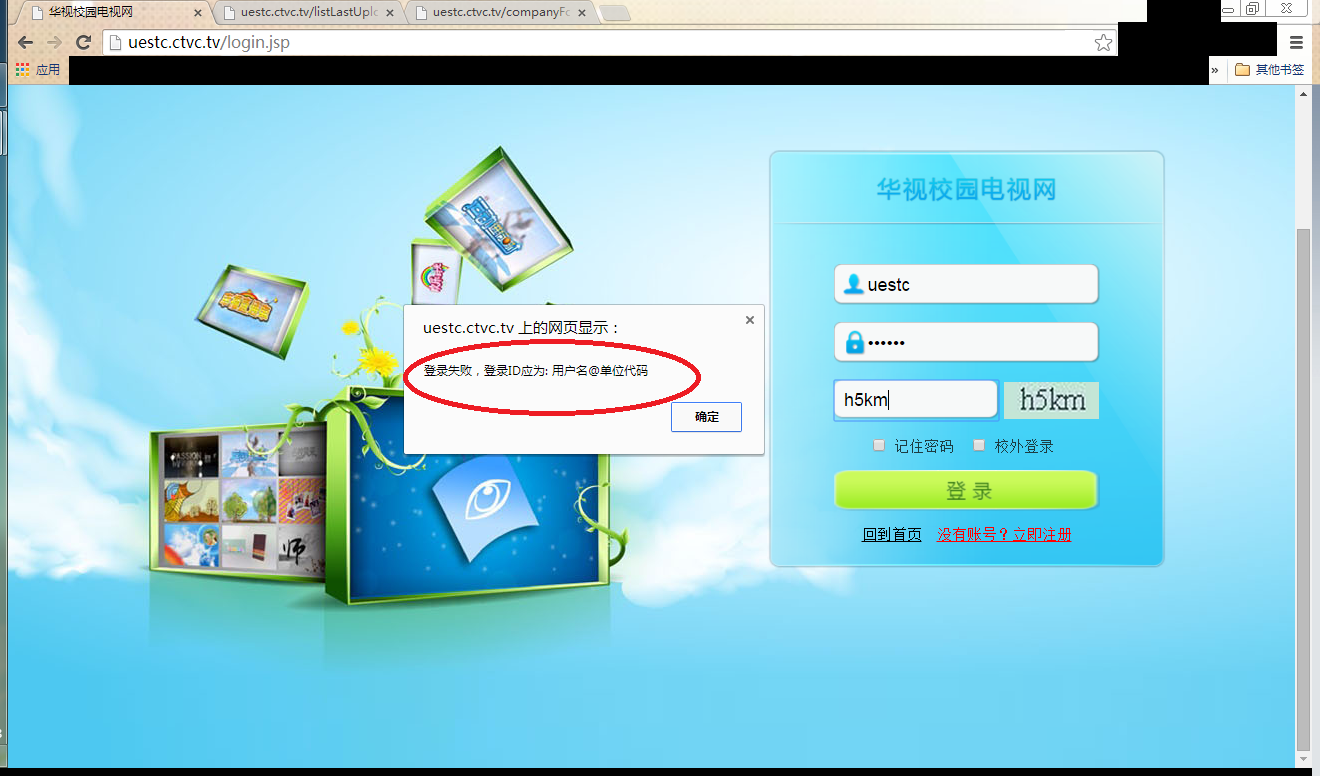 华视校园电视网
uestc.ctvc.tv/listLastUplo
uestc.ctvc.tv/companyFo
uestc.ctvc.tv/login.jsp
应用
»
其他书签
华视校园电视网
uestc
uestc.ctvc.tv 上的网页显示：
登录失败，登录ID应为: 用户名@单位代码
确定
h5km
h5km
记住密码
校外登录
登 录
回到首页
没有账号？立即注册
师